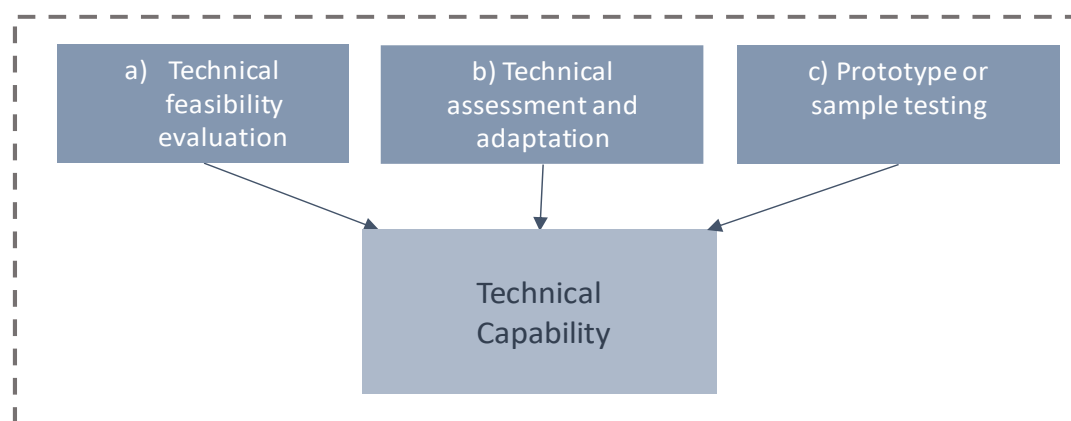 a) Technical
feasibility
evaluation
b) Technical
assessment and
adaptation
c) Prototype or
sample testing
Technical
Capability